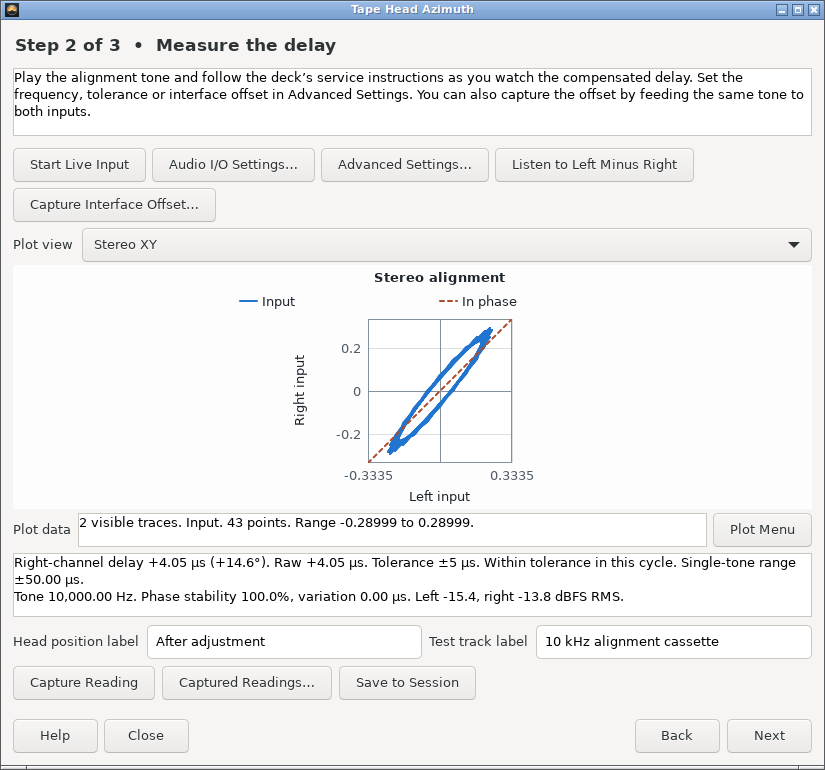 Tape Head Azimuth
Step 2 of 3 • Measure the delay
Play the alignment tone and follow the deck’s service instructions as you watch the compensated delay. Set the
frequency, tolerance or interface offset in Advanced Settings. You can also capture the offset by feeding the same tone to
both inputs.
Start Live Input
Audio I/O Settings...
Advanced Settings...
Listen to Left Minus Right
Capture Interface Offset...
Plot view
Stereo XY
Stereo alignment
Input
In phase
Right input
0.2
0
-0.2
-0.3335
0.3335
Left input
Plot data
2 visible traces. Input. 43 points. Range -0.28999 to 0.28999.
Plot Menu
Right-channel delay +4.05 µs (+14.6°). Raw +4.05 µs. Tolerance ±5 µs. Within tolerance in this cycle. Single-tone range
±50.00 µs.
Tone 10,000.00 Hz. Phase stability 100.0%, variation 0.00 µs. Left -15.4, right -13.8 dBFS RMS.
Head position label
After adjustment
Test track label
10 kHz alignment cassette
Capture Reading
Captured Readings...
Save to Session
Help
Close
Back
Next